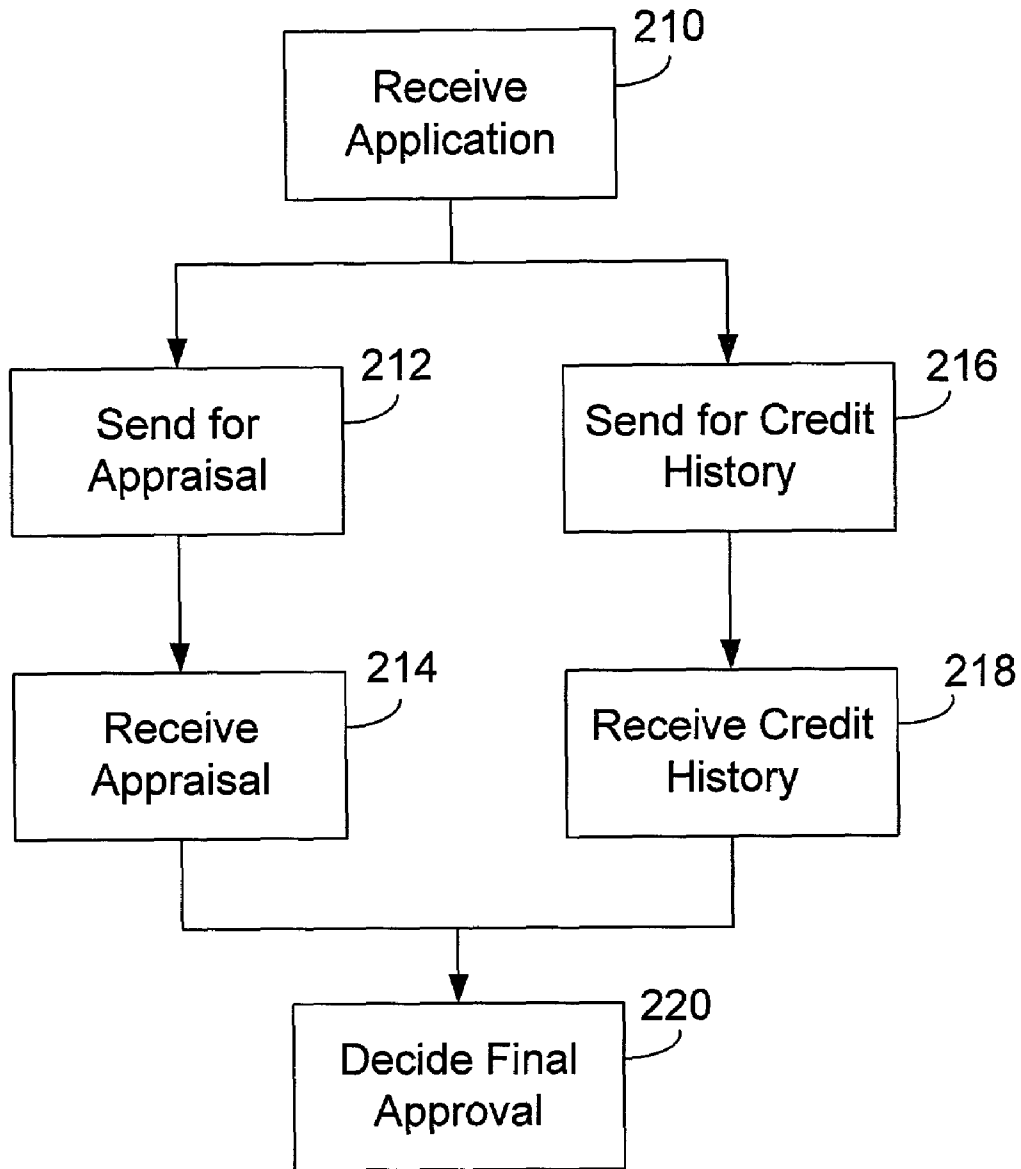 210
Receive
Application
212
Send for
Appraisal
216
Send for Credit
History
214
Receive
Appraisal
218
Receive Credit
History
220
Decide Final
Approval